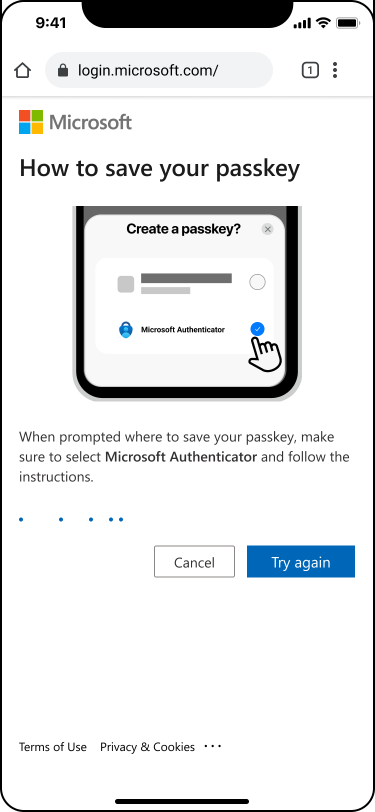 9:41
login.microsoft.com/
1
Microsoft
How to save your passkey
Create a passkey?
Microsoft Authenticator
When prompted where to save your passkey, make
sure to select Microsoft Authenticator and follow the
instructions.
Cancel
Try again
Terms of Use
Privacy & Cookies